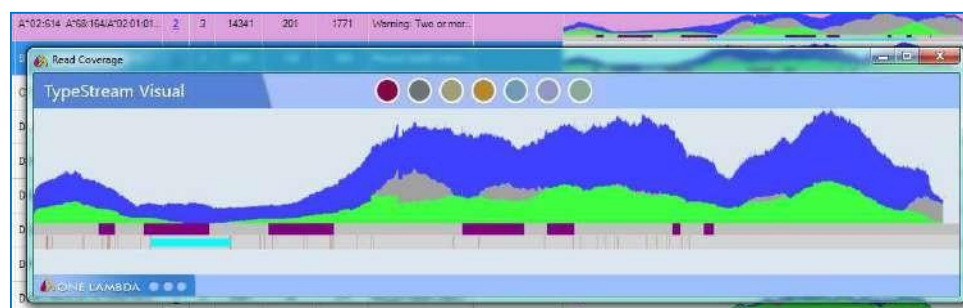 A*02:614 A*68:164/A*02:01:01... 2 3 14341 201 1771 Warning: Two or mor...
Read Coverage
TypeStream Visual
ONE LAMBDA